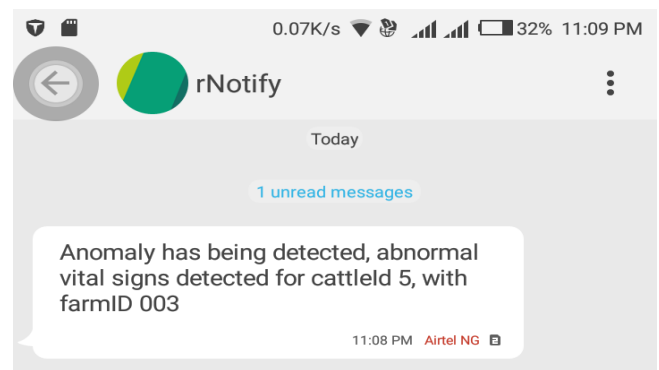 0.07K/s 32% 11:09 PM
rNotify
Today
1 unread messages
Anomaly has being detected, abnormal
vital signs detected for cattleId 5, with
farmID 003
11:08 PM Airtel NG 2